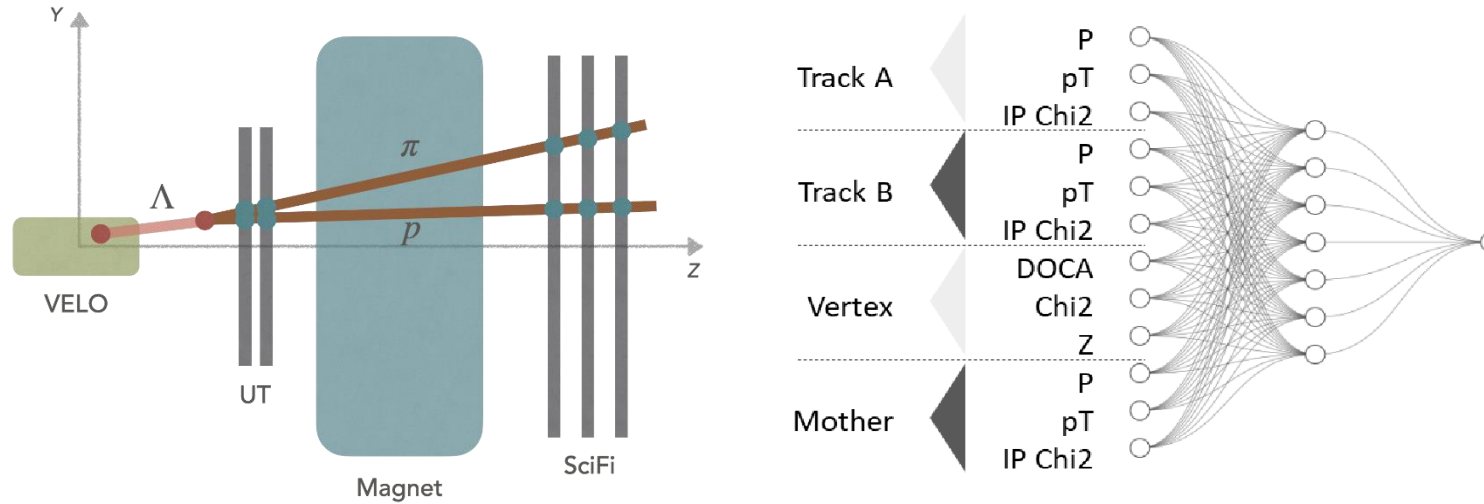 Y
π
Λ
p
Z
VELO
UT
SciFi
Magnet
Track A
P
pT
IP Chi2
Track B
P
pT
IP Chi2
Vertex
DOCA
Chi2
Z
Mother
P
pT
IP Chi2